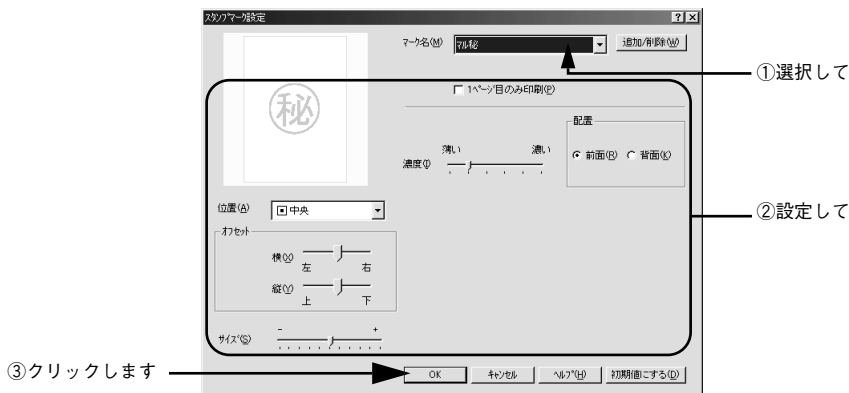 スタンプマーク設定
マーク名(M) マル秘 追加/削除(W)
①選択して
1ページ目のみ印刷(P)
秘
配置
薄い 濃い
濃度(I)
前面(R) 背面(K)
位置(A) 中央
②設定して
オフセット
横(X)
左 右
縦(Y)
上 下
サイズ(S) - +
③クリックします
OK キャンセル ヘルプ(H) 初期値にする(D)